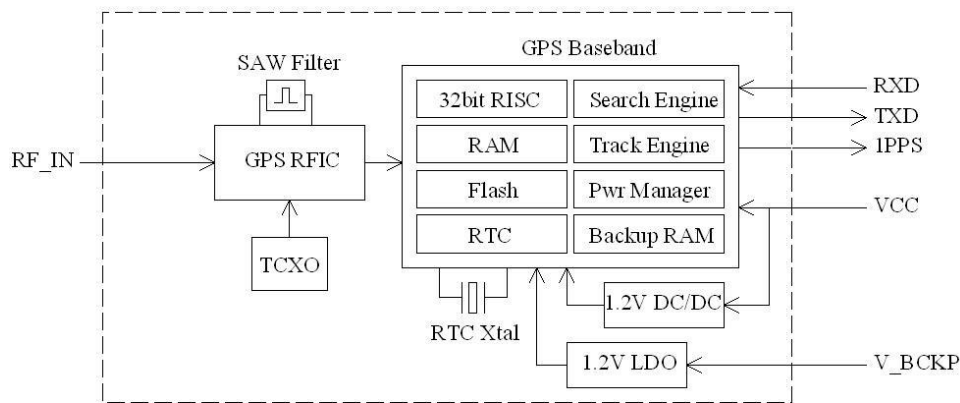 GPS Baseband
SAW Filter
32bit RISC
Search Engine
RXD
TXD
RAM
Track Engine
1PPS
RF_IN
GPS RFIC
Flash
Pwr Manager
VCC
RTC
Backup RAM
TCXO
1.2V DC/DC
RTC Xtal
1.2V LDO
V_BCKP